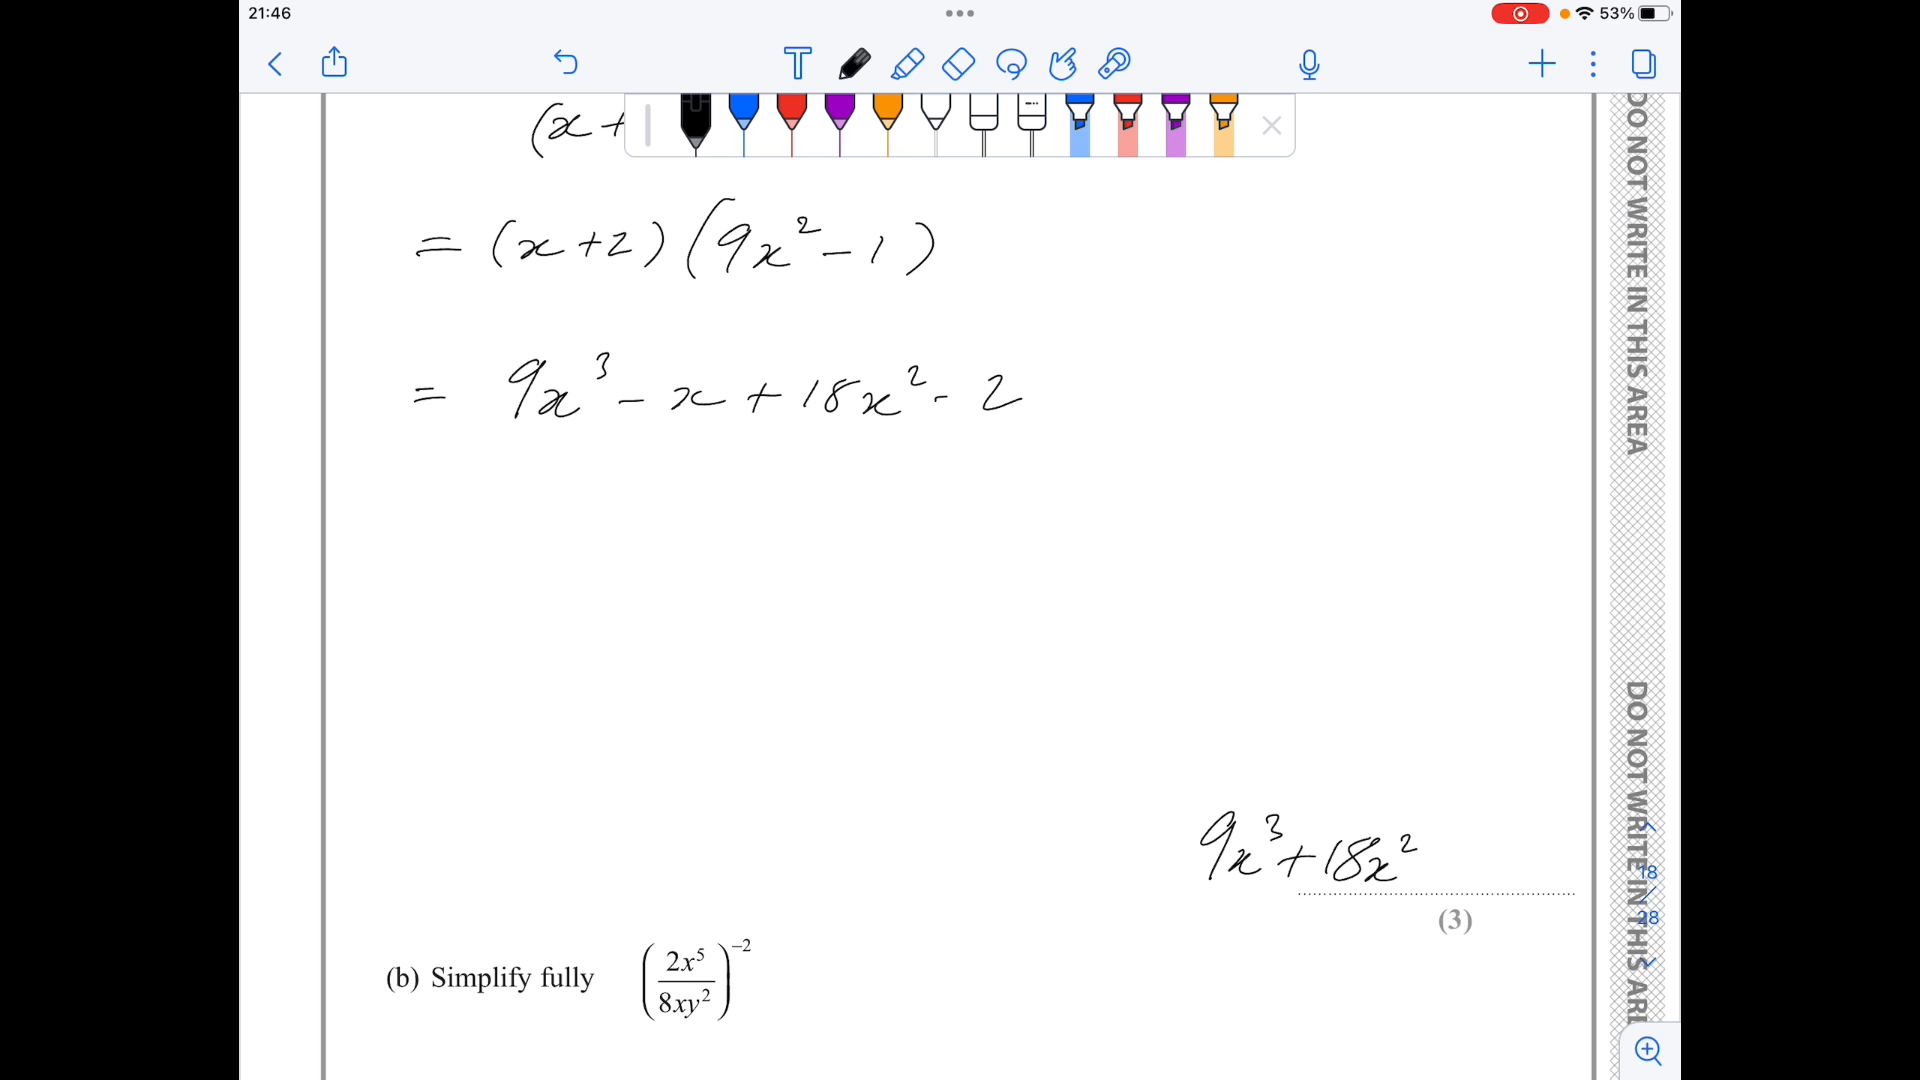 21:46
53%
(x+
= (x+2)(9x² - 1)
= 9x³ - x + 18x² - 2
9x³ + 18x²
(3)
(b) Simplify fully (2x⁵ / 8xy²)⁻²
DO NOT WRITE IN THIS AREA
DO NOT WRITE IN THIS ARE
18
/
28